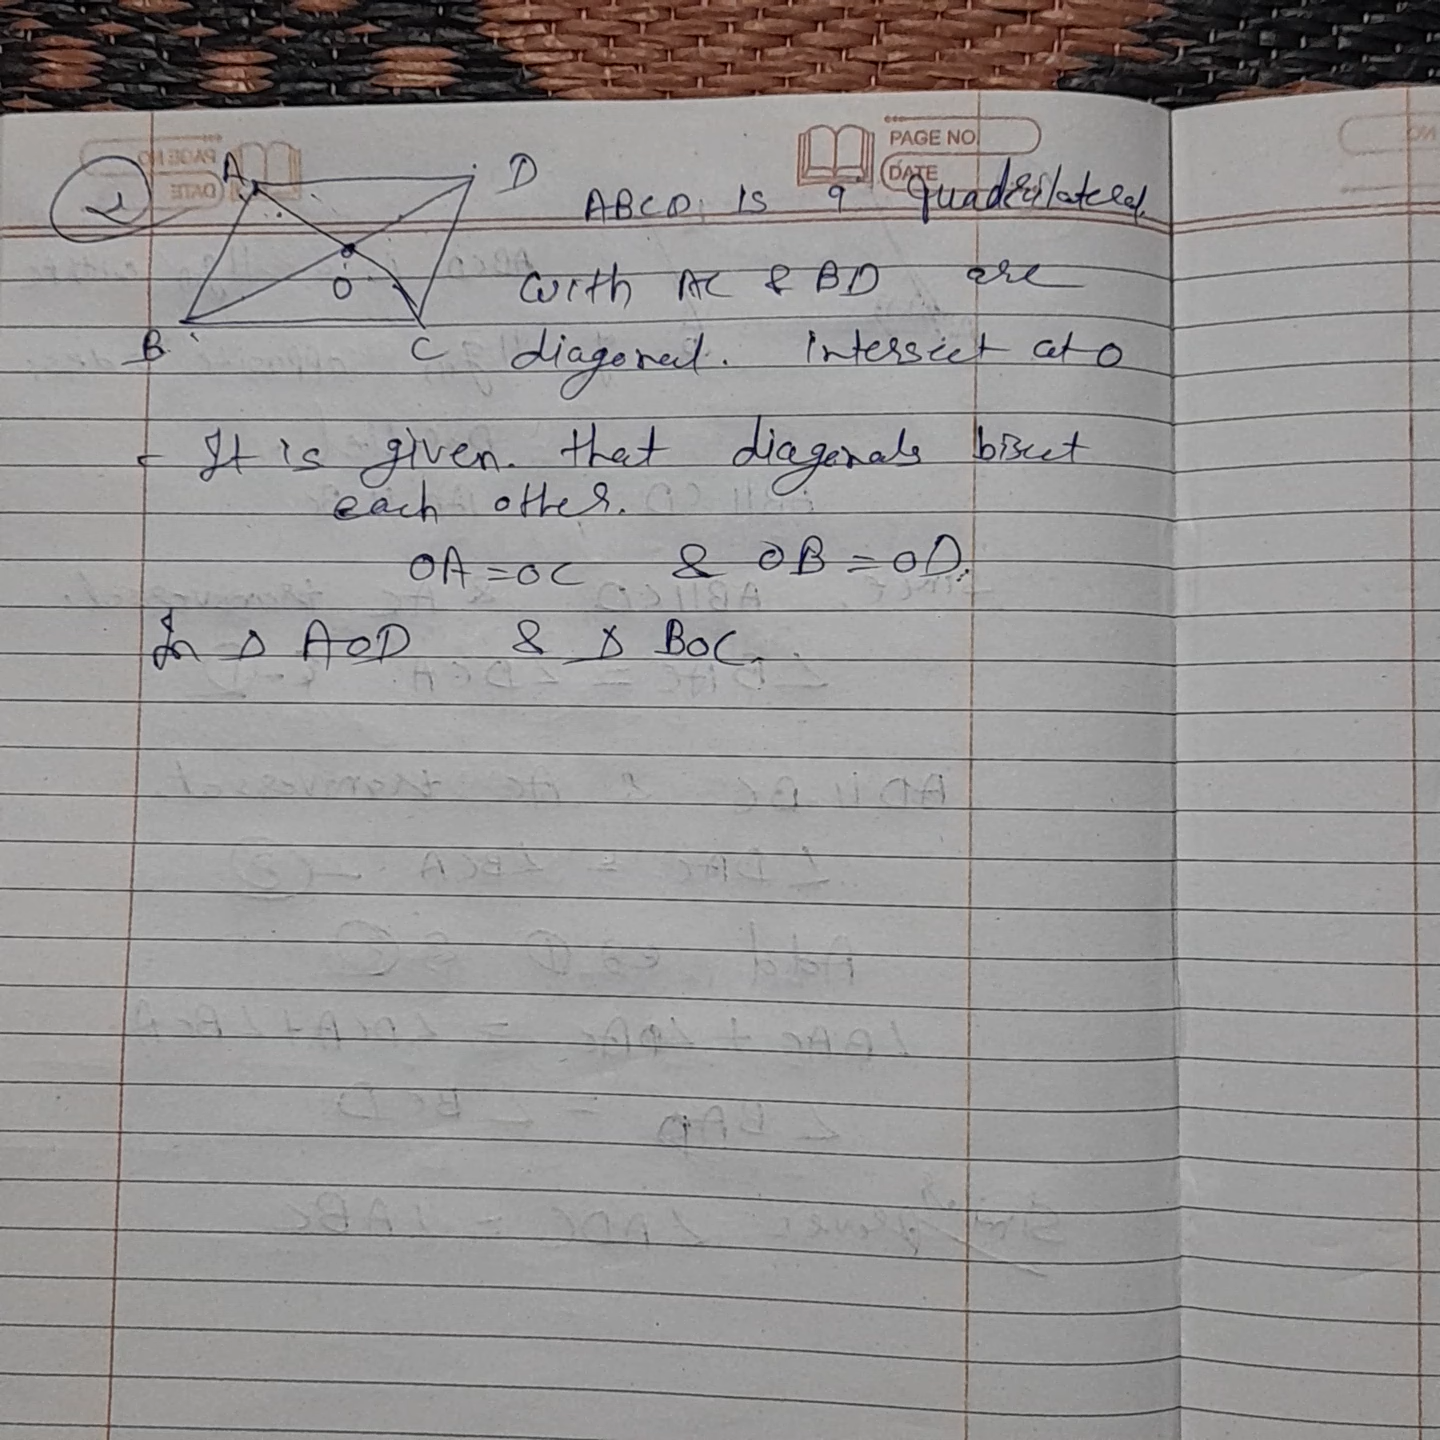 PAGE NO
DATE
2
A
D
O
B
C
ABCD, is a quadrilateral.
with AC & BD are
diagonal. Intersect at O
- It is given. that diagonals bisect
each other.
OA = OC & OB = OD.
In Δ AOD & Δ BOC.